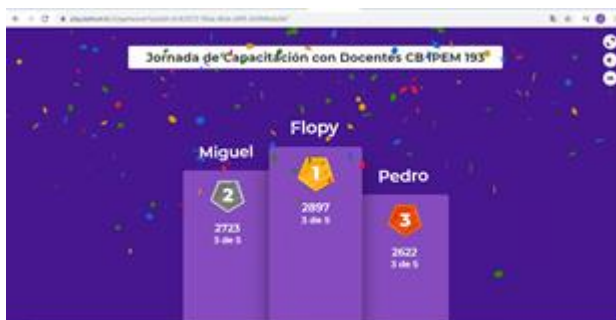 Jornada de Capacitación con Docentes CB IPEM 193
Flopy
Miguel
Pedro
1
2
3
2897
3 de 5
2723
3 de 5
2622
3 de 5